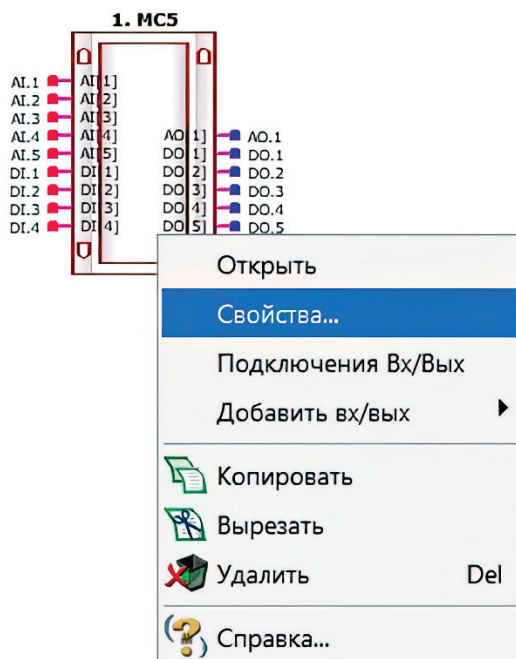 1. MC5
AI.1 AI[1]
AI.2 AI[2]
AI.3 AI[3]
AI.4 AI[4] AO[1] AO.1
AI.5 AI[5] DO[1] DO.1
DI.1 DI[1] DO[2] DO.2
DI.2 DI[2] DO[3] DO.3
DI.3 DI[3] DO[4] DO.4
DI.4 DI[4] DO[5] DO.5
Открыть
Свойства...
Подключения Вх/Вых
Добавить вх/вых
Копировать
Вырезать
Удалить Del
Справка...